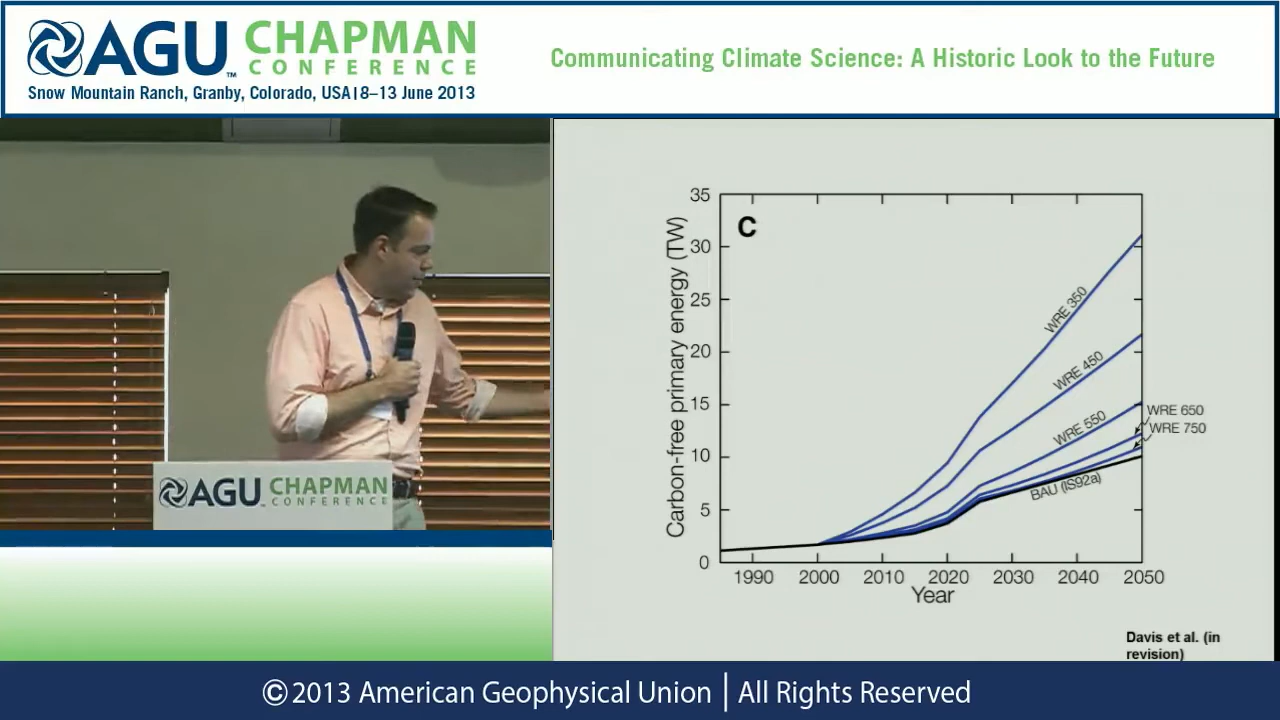 AGU™ CHAPMAN
CONFERENCE
Snow Mountain Ranch, Granby, Colorado, USA|8–13 June 2013
Communicating Climate Science: A Historic Look to the Future
AGU™ CHAPMAN
CONFERENCE
C
Carbon-free primary energy (TW)
35
30
25
20
15
10
5
0
WRE 350
WRE 450
WRE 550
WRE 650
WRE 750
BAU (IS92a)
1990 2000 2010 2020 2030 2040 2050
Year
Davis et al. (in
revision)
©2013 American Geophysical Union | All Rights Reserved